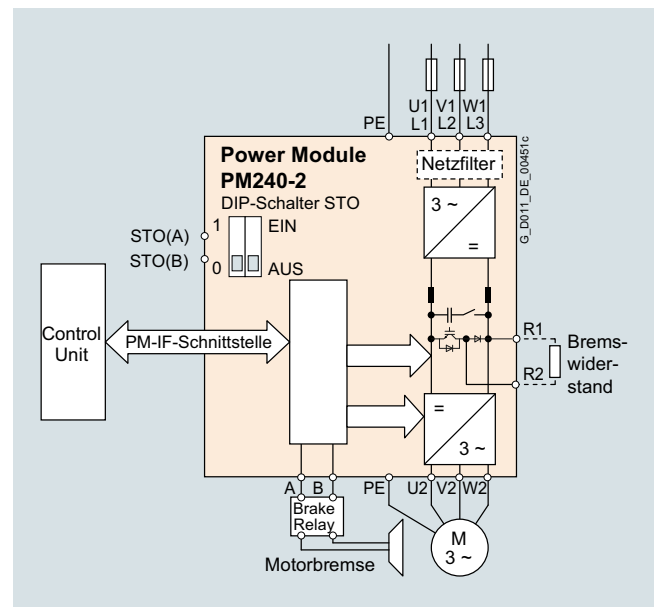 U1 V1 W1
PE L1 L2 L3
Power Module
PM240-2
DIP-Schalter STO
Netzfilter
3 ~
=
STO(A)
STO(B)
1
0
EIN
AUS
Control
Unit
PM-IF-Schnittstelle
R1
R2
Brems-
wider-
stand
=
3 ~
A B PE U2 V2 W2
Brake
Relay
Motorbremse
M
3 ~
G_D011_DE_00451c